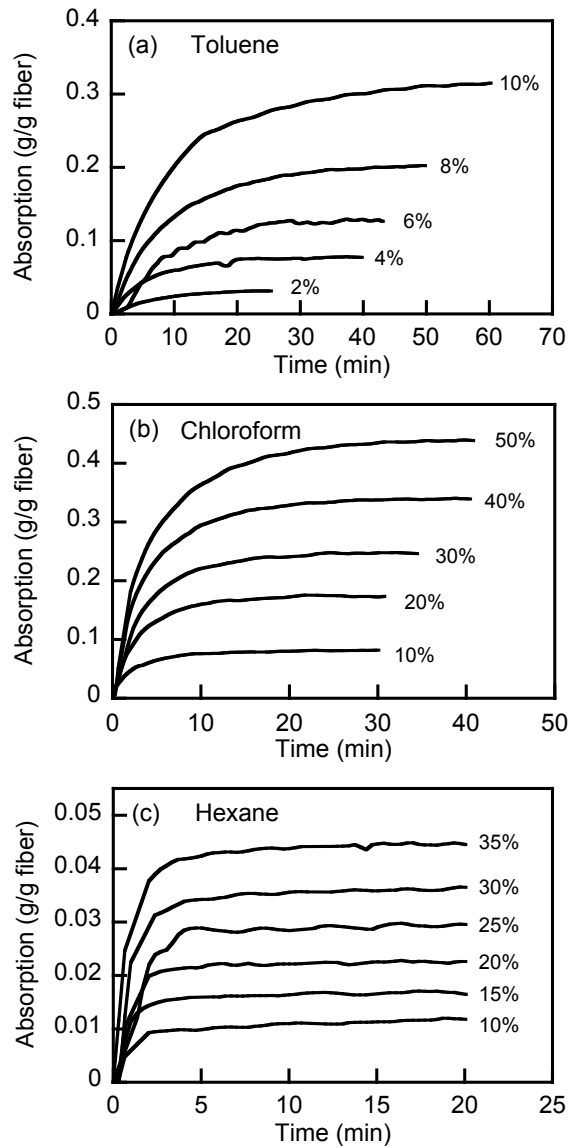 (a) Toluene
Absorption (g/g fiber)
0.4
0.3
0.2
0.1
0
10%
8%
6%
4%
2%
0 10 20 30 40 50 60 70
Time (min)
(b) Chloroform
Absorption (g/g fiber)
0.5
0.4
0.3
0.2
0.1
0
50%
40%
30%
20%
10%
0 10 20 30 40 50
Time (min)
(c) Hexane
Absorption (g/g fiber)
0.05
0.04
0.03
0.02
0.01
0
35%
30%
25%
20%
15%
10%
0 5 10 15 20 25
Time (min)